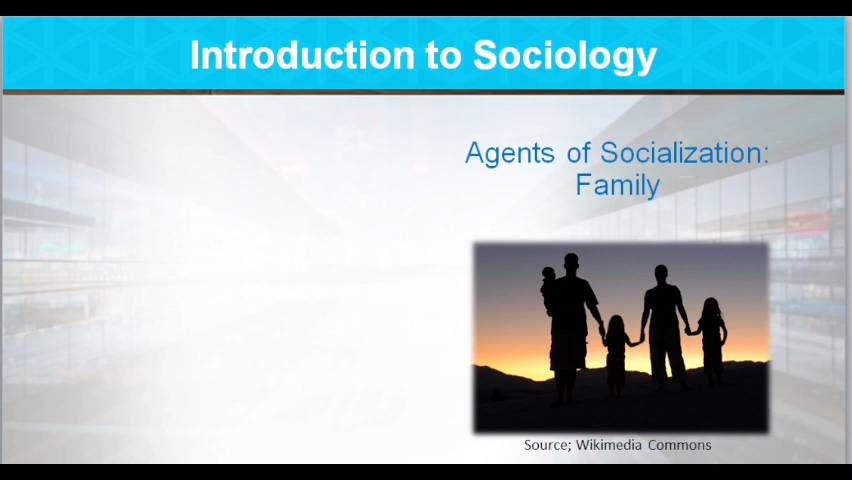 Introduction to Sociology
Agents of Socialization:
Family
Source; Wikimedia Commons